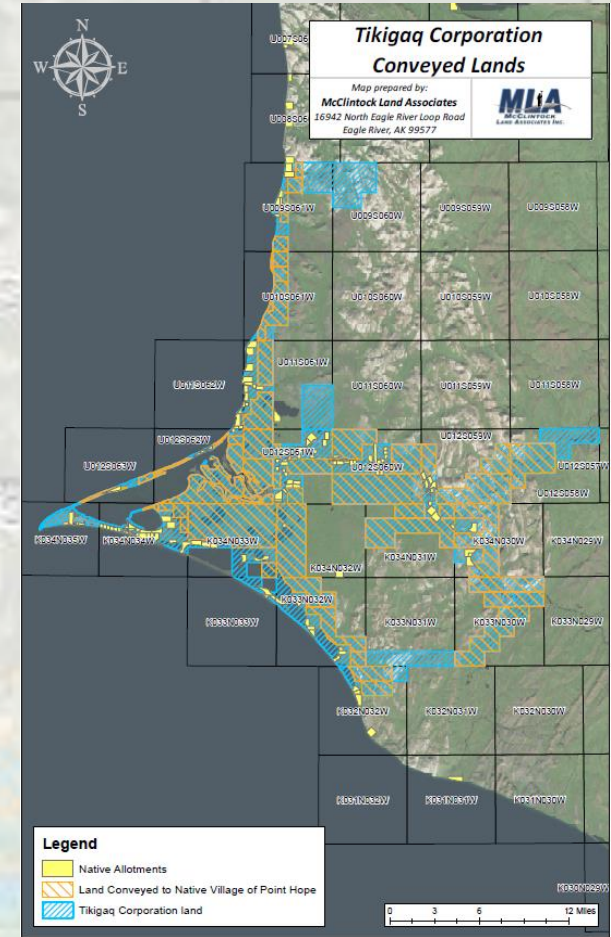 Tikigaq Corporation
Conveyed Lands
Map prepared by:
McClintock Land Associates
16942 North Eagle River Loop Road
Eagle River, AK 99577
MLA
MCCLINTOCK
LAND ASSOCIATES INC.
N
W E
S
U009S061W U009S060W U009S059W U009S058W
U010S061W U010S060W U010S059W U010S058W
U011S062W U011S061W U011S060W U011S059W U011S058W
U012S063W U012S062W U012S061W U012S060W U012S059W U012S058W U012S057W
K034N035W K034N034W K034N033W K034N032W K034N031W K034N030W K034N029W
K033N033W K033N032W K033N031W K033N030W K033N029W
K032N032W K032N031W K032N030W
K031N032W K031N031W K031N030W
K030N029W
Legend
Native Allotments
Land Conveyed to Native Village of Point Hope
Tikigaq Corporation land
0 3 6 12 Miles